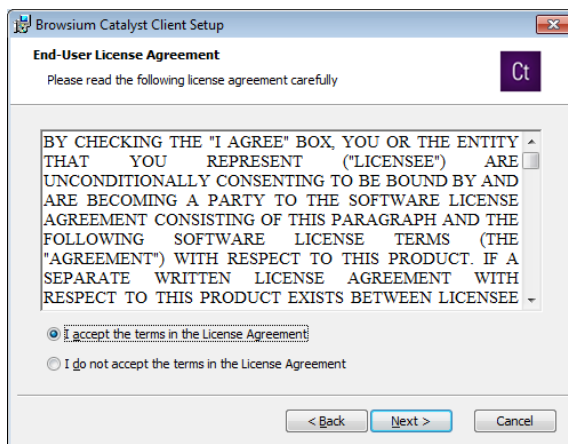 Browsium Catalyst Client Setup
End-User License Agreement
Please read the following license agreement carefully
Ct
BY CHECKING THE "I AGREE" BOX, YOU OR THE ENTITY
THAT YOU REPRESENT ("LICENSEE") ARE
UNCONDITIONALLY CONSENTING TO BE BOUND BY AND
ARE BECOMING A PARTY TO THE SOFTWARE LICENSE
AGREEMENT CONSISTING OF THIS PARAGRAPH AND THE
FOLLOWING SOFTWARE LICENSE TERMS (THE
"AGREEMENT") WITH RESPECT TO THIS PRODUCT. IF A
SEPARATE WRITTEN LICENSE AGREEMENT WITH
RESPECT TO THIS PRODUCT EXISTS BETWEEN LICENSEE
I accept the terms in the License Agreement
I do not accept the terms in the License Agreement
< Back Next > Cancel